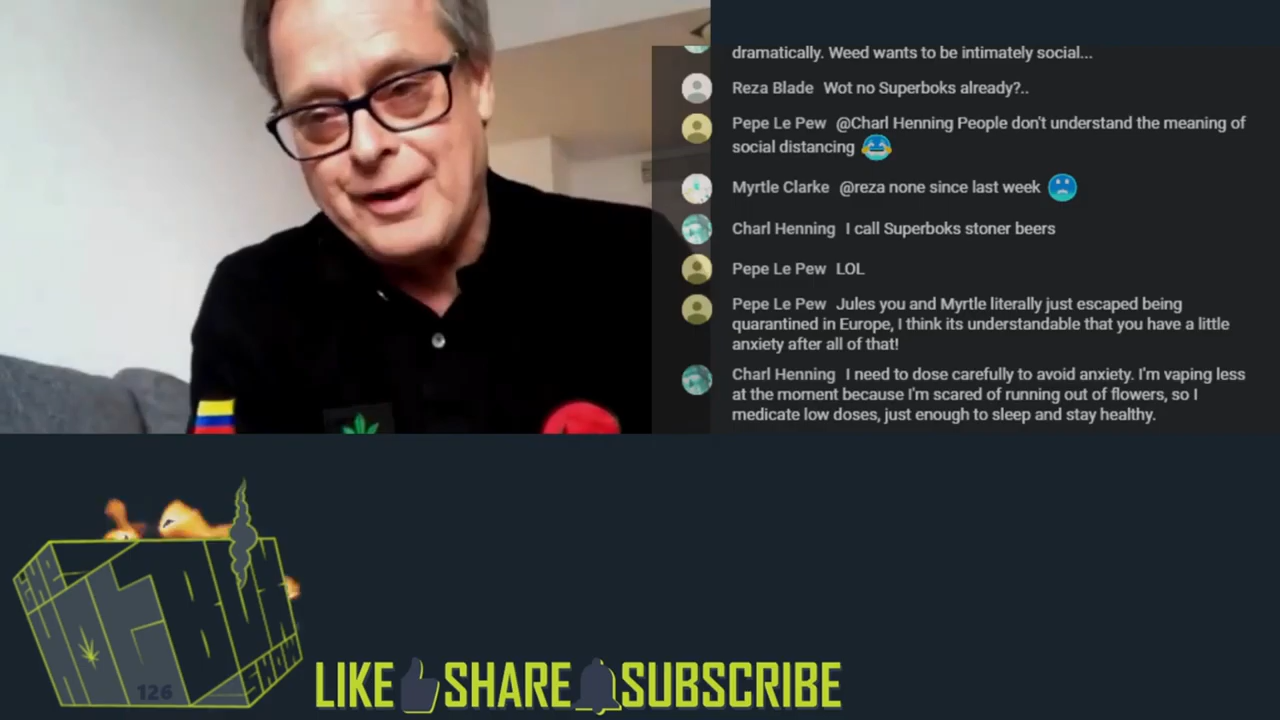 dramatically. Weed wants to be intimately social...
Reza Blade Wot no Superboks already?..
Pepe Le Pew @Charl Henning People don't understand the meaning of
social distancing
Myrtle Clarke @reza none since last week
Charl Henning I call Superboks stoner beers
Pepe Le Pew LOL
Pepe Le Pew Jules you and Myrtle literally just escaped being
quarantined in Europe, I think its understandable that you have a little
anxiety after all of that!
Charl Henning I need to dose carefully to avoid anxiety. I'm vaping less
at the moment because I'm scared of running out of flowers, so I
medicate low doses, just enough to sleep and stay healthy.
THE
HOT BOX
SHOW
126
LIKE SHARE SUBSCRIBE